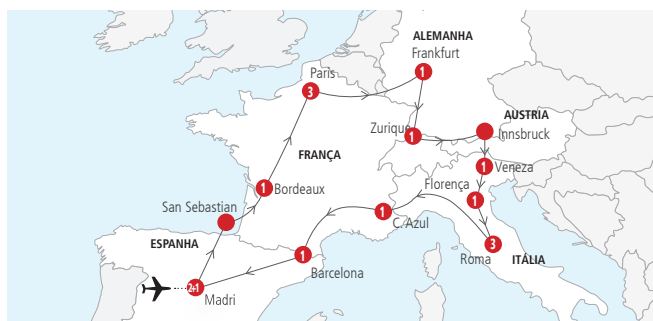 ALEMANHA
Frankfurt
1
Paris
3
Zurique
1
AUSTRIA
Innsbruck
FRANÇA
1
Veneza
1
Bordeaux
Florença
1
San Sebastian
1
C. Azul
3
Roma
ITÁLIA
ESPANHA
1
Barcelona
2+1
Madri